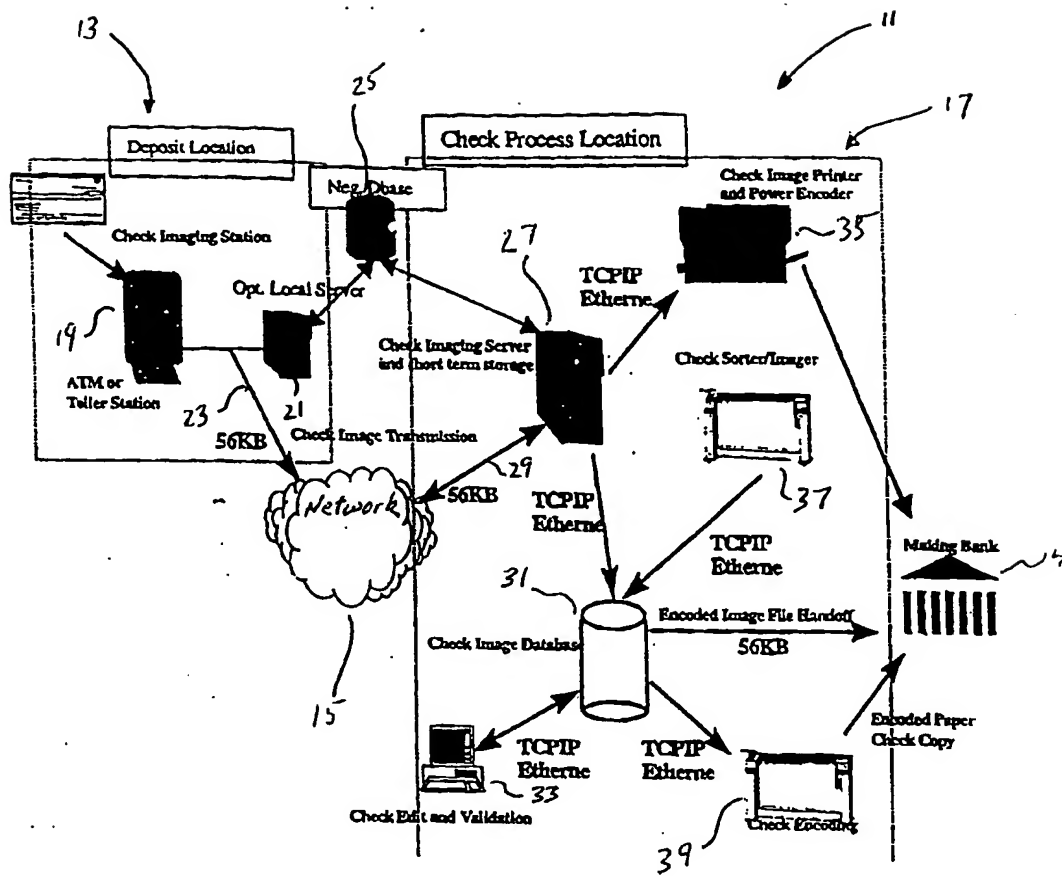 13
11
25
17
Deposit Location
Check Process Location
Neg. Dbase
Check Image Printer
and Power Encoder
35
Check Imaging Station
27
TCPIP
Etherne
Opt. Local Server
19
Check Imaging Server
and short term storage
Check Sorter/Imager
ATM or
Teller Station
23
21
56KB
Check Image Transmission
29
56KB
37
Network
TCPIP
Etherne
TCPIP
Etherne
Making Bank
31
Encoded Image File Handoff
56KB
Check Image Database
15
TCPIP
Etherne
TCPIP
Etherne
Encoded Paper
Check Copy
33
Check Edit and Validation
Check Encoding
39